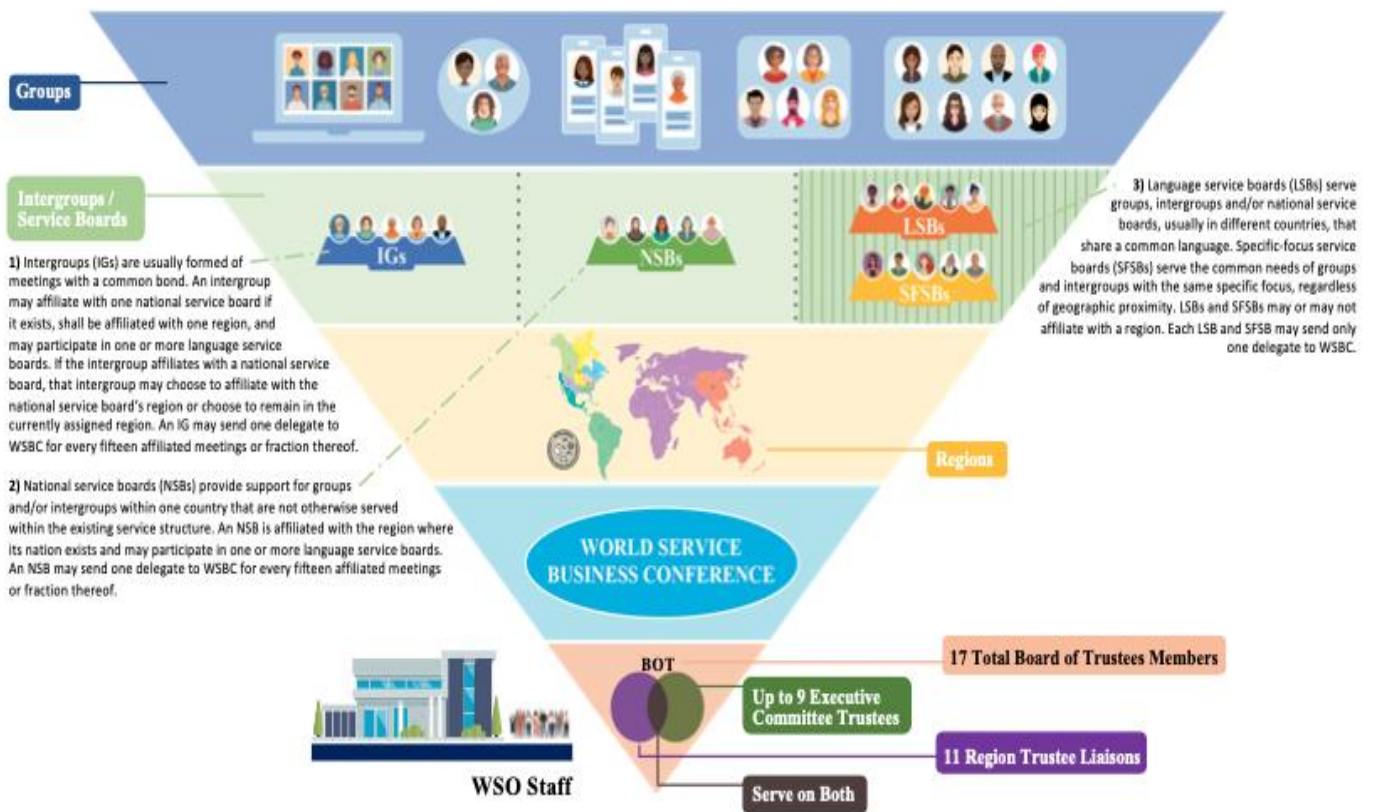 Groups
Intergroups /
Service Boards
IGs
NSBs
LSBs
SFSBs
1) Intergroups (IGs) are usually formed of
meetings with a common bond. An intergroup
may affiliate with one national service board if
it exists, shall be affiliated with one region, and
may participate in one or more language service
boards. If the intergroup affiliates with a national service
board, that intergroup may choose to affiliate with the
national service board's region or choose to remain in the
currently assigned region. An IG may send one delegate to
WSBC for every fifteen affiliated meetings or fraction thereof.
2) National service boards (NSBs) provide support for groups
and/or intergroups within one country that are not otherwise served
within the existing service structure. An NSB is affiliated with the region where
its nation exists and may participate in one or more language service boards.
An NSB may send one delegate to WSBC for every fifteen affiliated meetings
or fraction thereof.
3) Language service boards (LSBs) serve
groups, intergroups and/or national service
boards, usually in different countries, that
share a common language. Specific-focus service
boards (SFSBs) serve the common needs of groups
and intergroups with the same specific focus, regardless
of geographic proximity. LSBs and SFSBs may or may not
affiliate with a region. Each LSB and SFSB may send only
one delegate to WSBC.
Regions
WORLD SERVICE
BUSINESS CONFERENCE
BOT
17 Total Board of Trustees Members
Up to 9 Executive
Committee Trustees
11 Region Trustee Liaisons
Serve on Both
WSO Staff